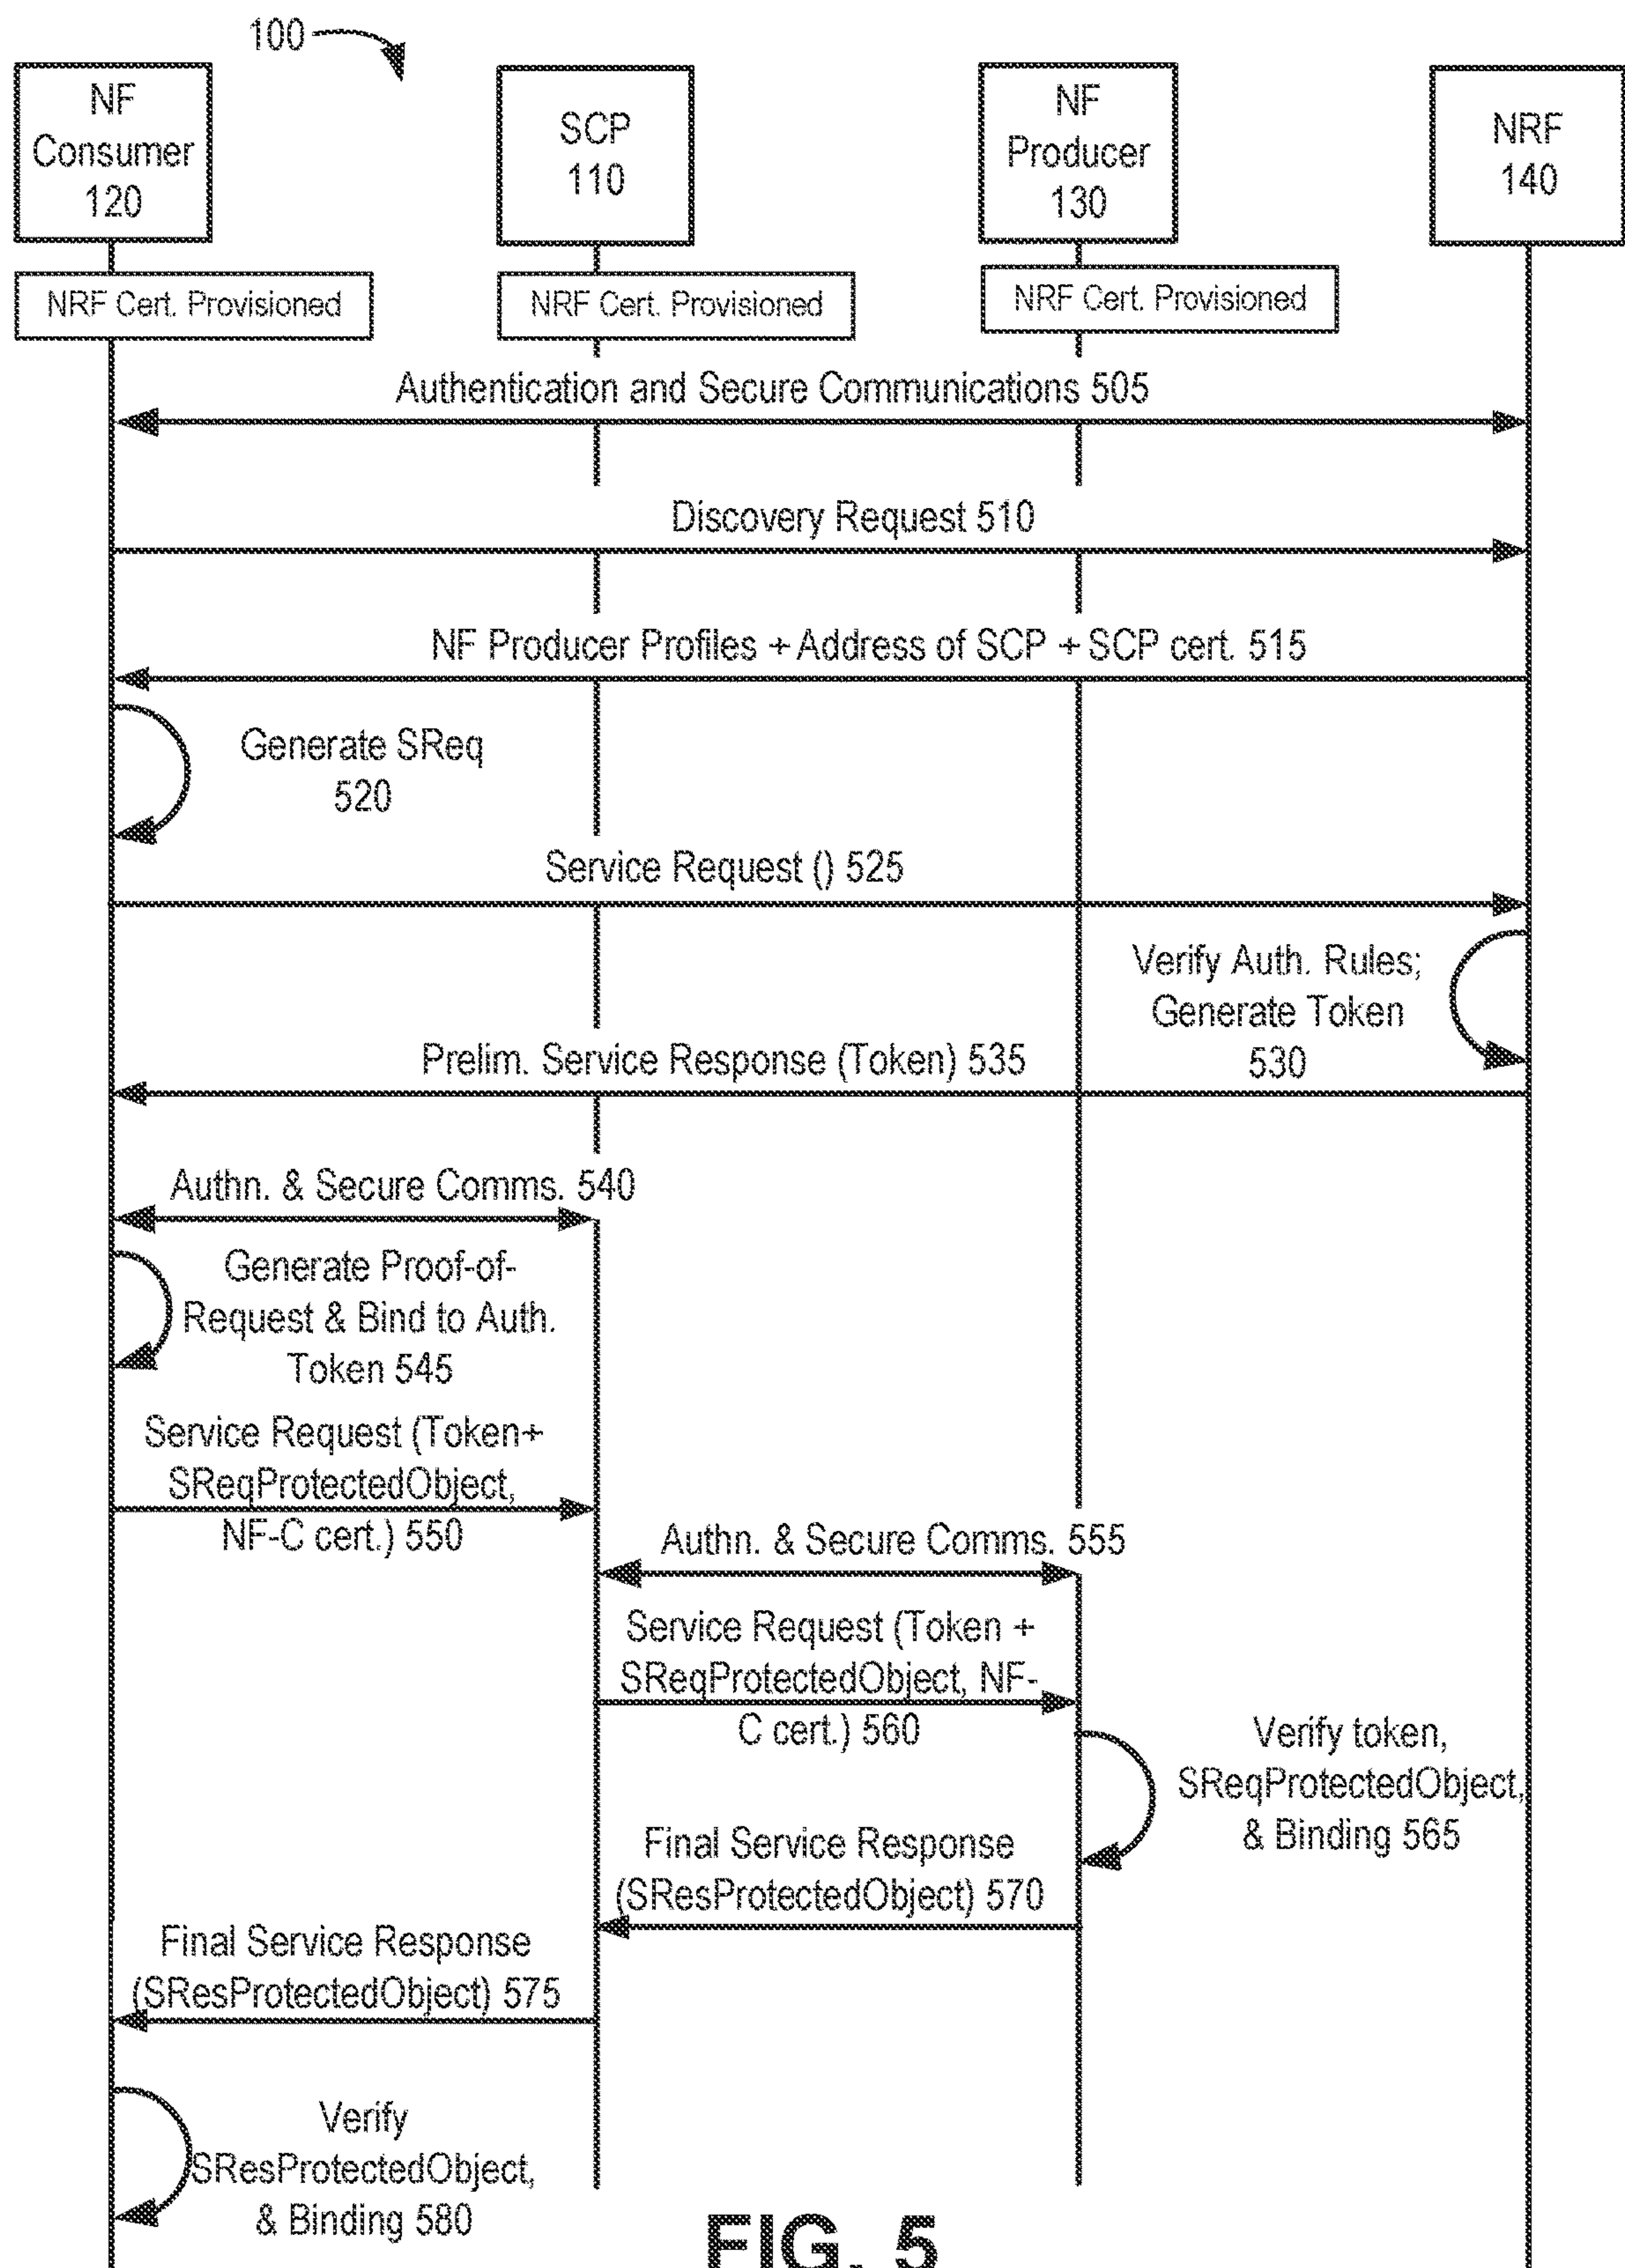 100
NF
Consumer
120
SCP
110
NF
Producer
130
NRF
140
NRF Cert. Provisioned
NRF Cert. Provisioned
NRF Cert. Provisioned
Authentication and Secure Communications 505
Discovery Request 510
NF Producer Profiles + Address of SCP + SCP cert. 515
Generate SReq
520
Service Request () 525
Verify Auth. Rules;
Generate Token
530
Prelim. Service Response (Token) 535
Authn. & Secure Comms. 540
Generate Proof-of-
Request & Bind to Auth.
Token 545
Service Request (Token+
SReqProtectedObject,
NF-C cert.) 550
Authn. & Secure Comms. 555
Service Request (Token +
SReqProtectedObject, NF-
C cert.) 560
Verify token,
SReqProtectedObject,
& Binding 565
Final Service Response
(SResProtectedObject) 570
Final Service Response
(SResProtectedObject) 575
Verify
SResProtectedObject,
& Binding 580
FIG. 5